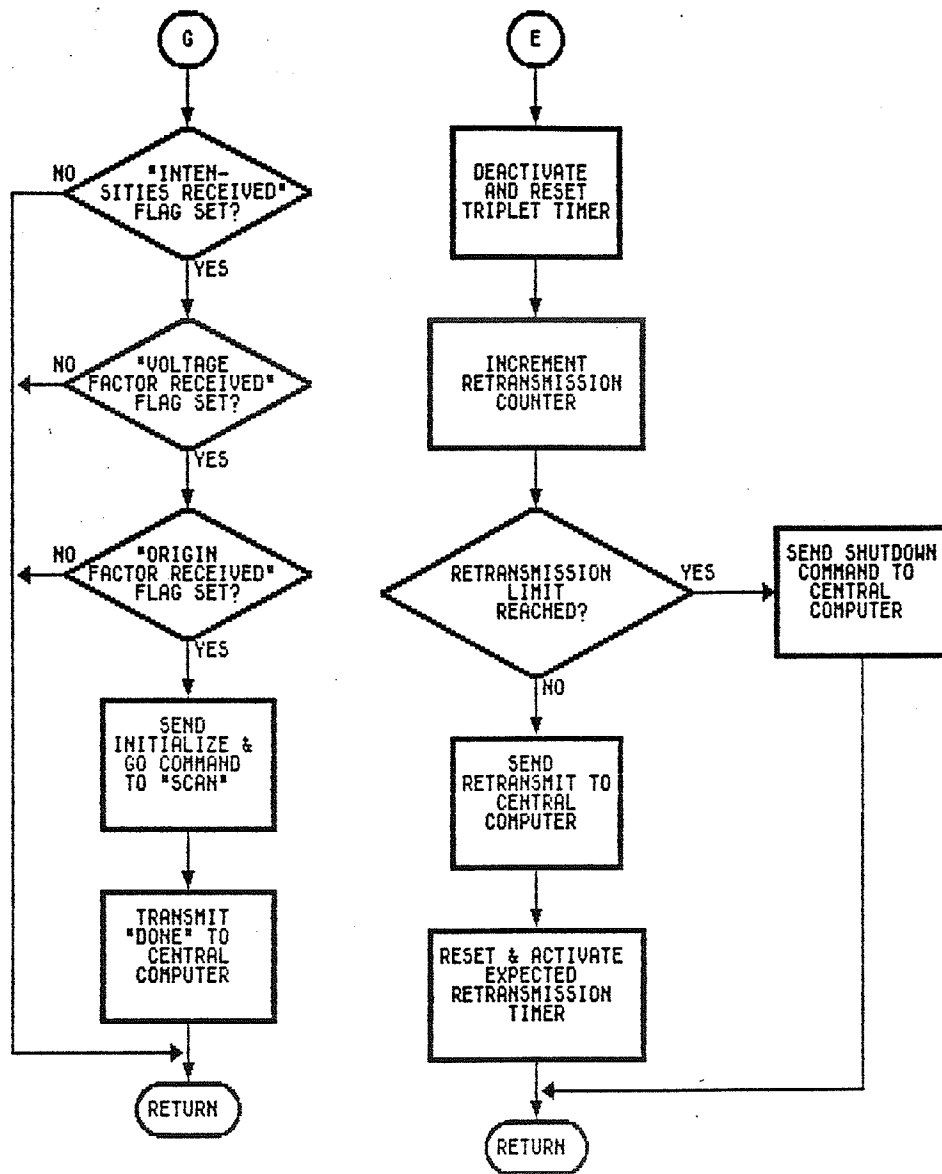 G
NO
"INTEN-
SITIES RECEIVED"
FLAG SET?
YES
NO
"VOLTAGE
FACTOR RECEIVED"
FLAG SET?
YES
NO
"ORIGIN
FACTOR RECEIVED"
FLAG SET?
YES
SEND
INITIALIZE &
GO COMMAND
TO "SCAN"
TRANSMIT
"DONE" TO
CENTRAL
COMPUTER
RETURN
E
DEACTIVATE
AND RESET
TRIPLET TIMER
INCREMENT
RETRANSMISSION
COUNTER
RETRANSMISSION
LIMIT
REACHED?
YES
SEND SHUTDOWN
COMMAND TO
CENTRAL
COMPUTER
NO
SEND
RETRANSMIT TO
CENTRAL
COMPUTER
RESET & ACTIVATE
EXPECTED
RETRANSMISSION
TIMER
RETURN